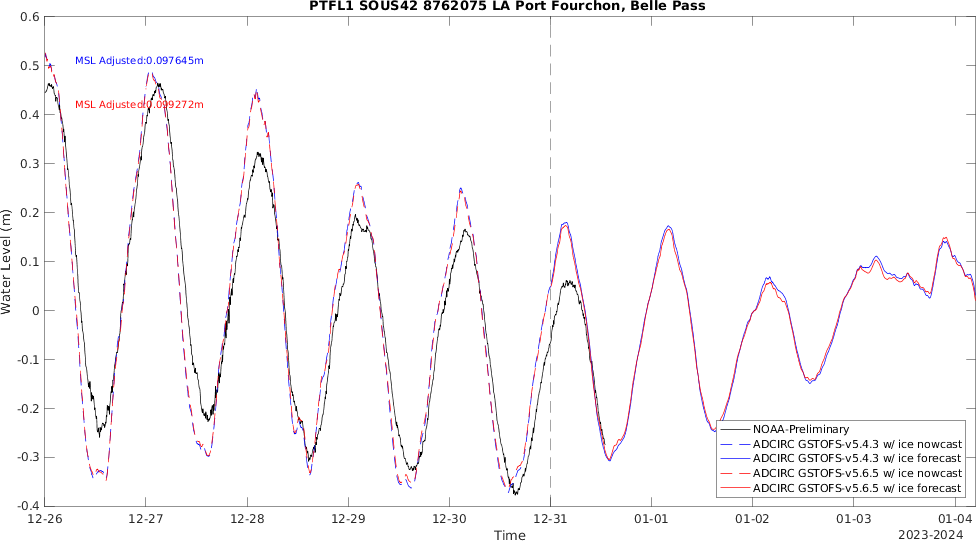 PTFL1 SOUS42 8762075 LA Port Fourchon, Belle Pass
0.6
0.5
0.4
0.3
0.2
0.1
0
-0.1
-0.2
-0.3
-0.4
Water Level (m)
MSL Adjusted:0.097645m
MSL Adjusted:0.099272m
NOAA-Preliminary
ADCIRC GSTOFS-v5.4.3 w/ ice nowcast
ADCIRC GSTOFS-v5.4.3 w/ ice forecast
ADCIRC GSTOFS-v5.6.5 w/ ice nowcast
ADCIRC GSTOFS-v5.6.5 w/ ice forecast
12-26 12-27 12-28 12-29 12-30 12-31 01-01 01-02 01-03 01-04
Time
2023-2024